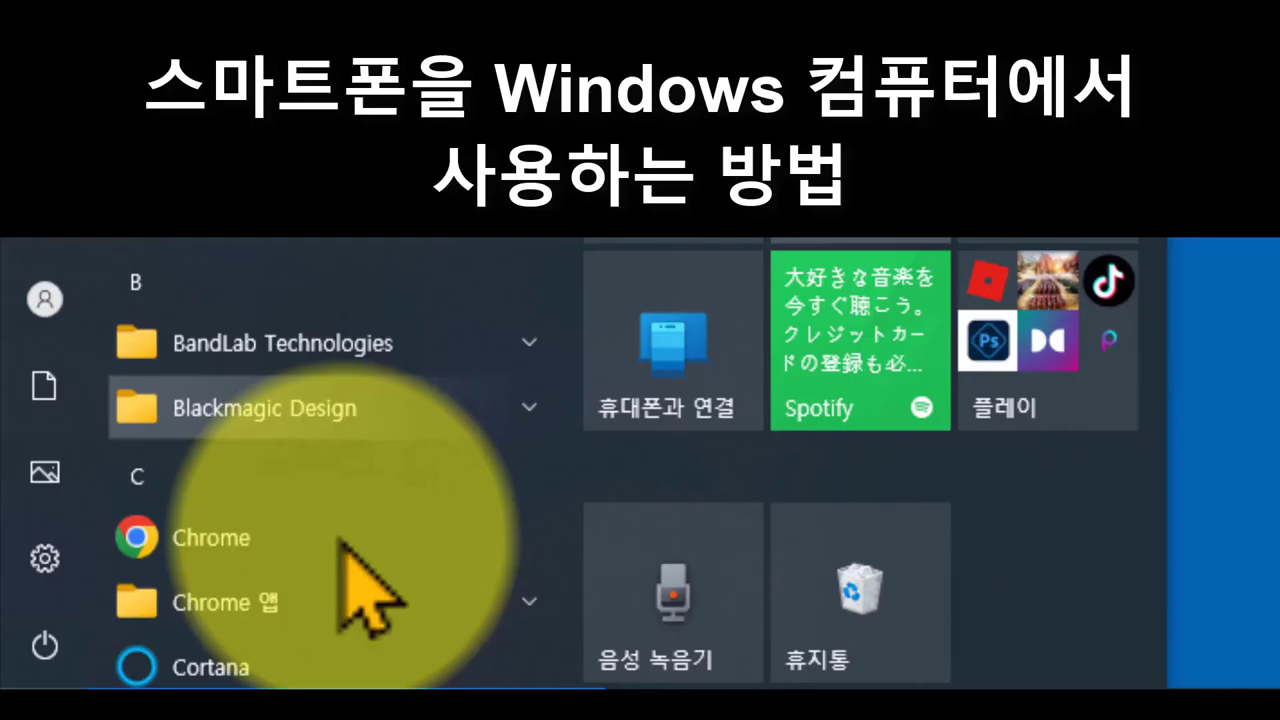 스마트폰을 Windows 컴퓨터에서
사용하는 방법
B
BandLab Technologies
Blackmagic Design
C
Chrome
Chrome 앱
Cortana
휴대폰과 연결
大好きな音楽を
今すぐ聴こう。
クレジットカー
ドの登録も必...
Spotify
Ps
플레이
음성 녹음기
휴지통